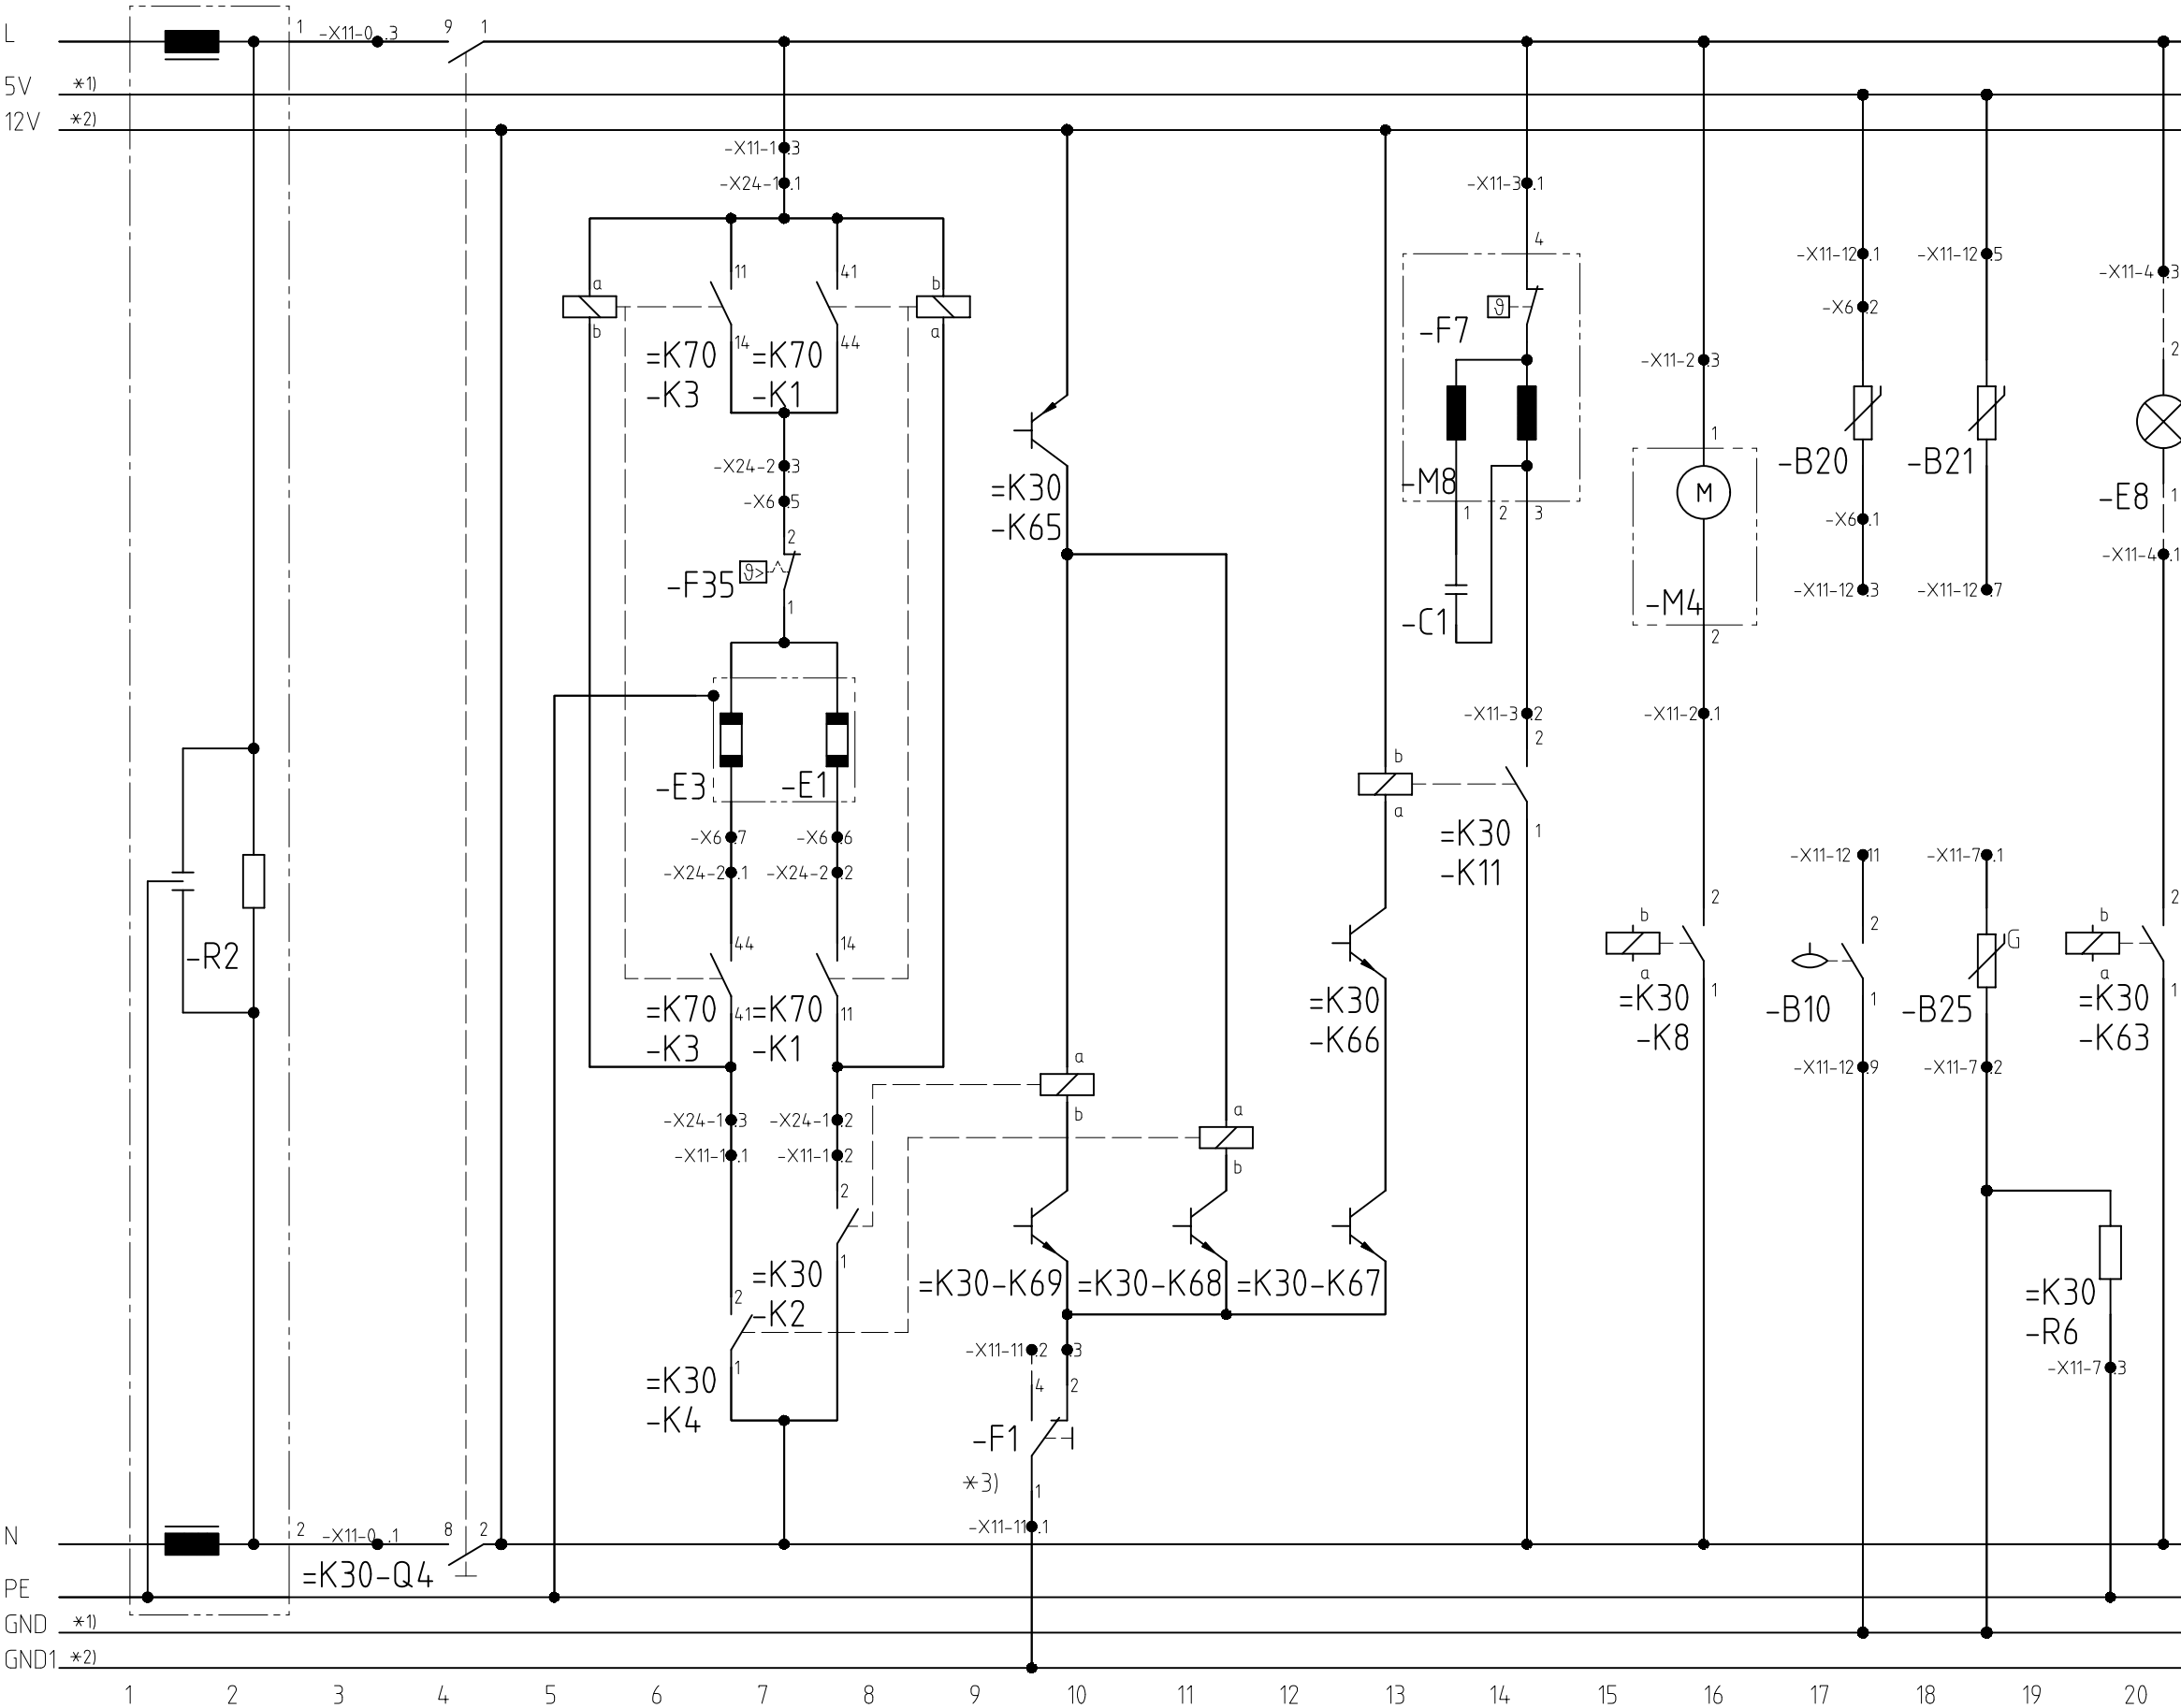 L
1 -X11-0 .3 9 1
5V *1)
12V *2)
-X11-1 .3
-X24-1 .1
-X11-3 .1
4
-X11-12 .1
-X11-12 .5
-X11-4 .3
11 41
a b
b a
14 44
=K70
-K3
=K70
-K1
-X6 .2
ϑ
-F7
-X11-2 .3
2
1
-X24-2 .3
-X6 .5
=K30
-K65
-M8
1 2 3
M
-B20
-B21
-E8
1
-X6 .1
2
-F35 ϑ>
1
-X11-4 .1
-X11-12 .3
-X11-12 .7
-C1
-M4
2
-X11-3 .2
2
-X11-2 .1
-E3
-E1
b
a
-X6 .7
-X6 .6
=K30
-K11
1
-X24-2 .1
-X24-2 .2
-X11-12 .11
-X11-7 .1
-R2
44 14
=K70
-K3
41
=K70
-K1
11
=K30
-K66
b
a
2
1
=K30
-K8
2
1
-B10
G
-B25
b
a
2
1
=K30
-K63
-X11-12 .9
-X11-7 .2
a
b
-X24-1 .3
-X24-1 .2
-X11-1 .1
-X11-1 .2
a
b
2
1
=K30
-K2
=K30-K69
=K30-K68
=K30-K67
=K30
-R6
2
1
=K30
-K4
-X11-11 .2 .3
4 2
-F1
*3)
1
-X11-7 .3
-X11-11 .1
N
2 -X11-0 .1 8 2
=K30-Q4
PE
GND *1)
GND1 *2)
1 2 3 4 5 6 7 8 9 10 11 12 13 14 15 16 17 18 19 20